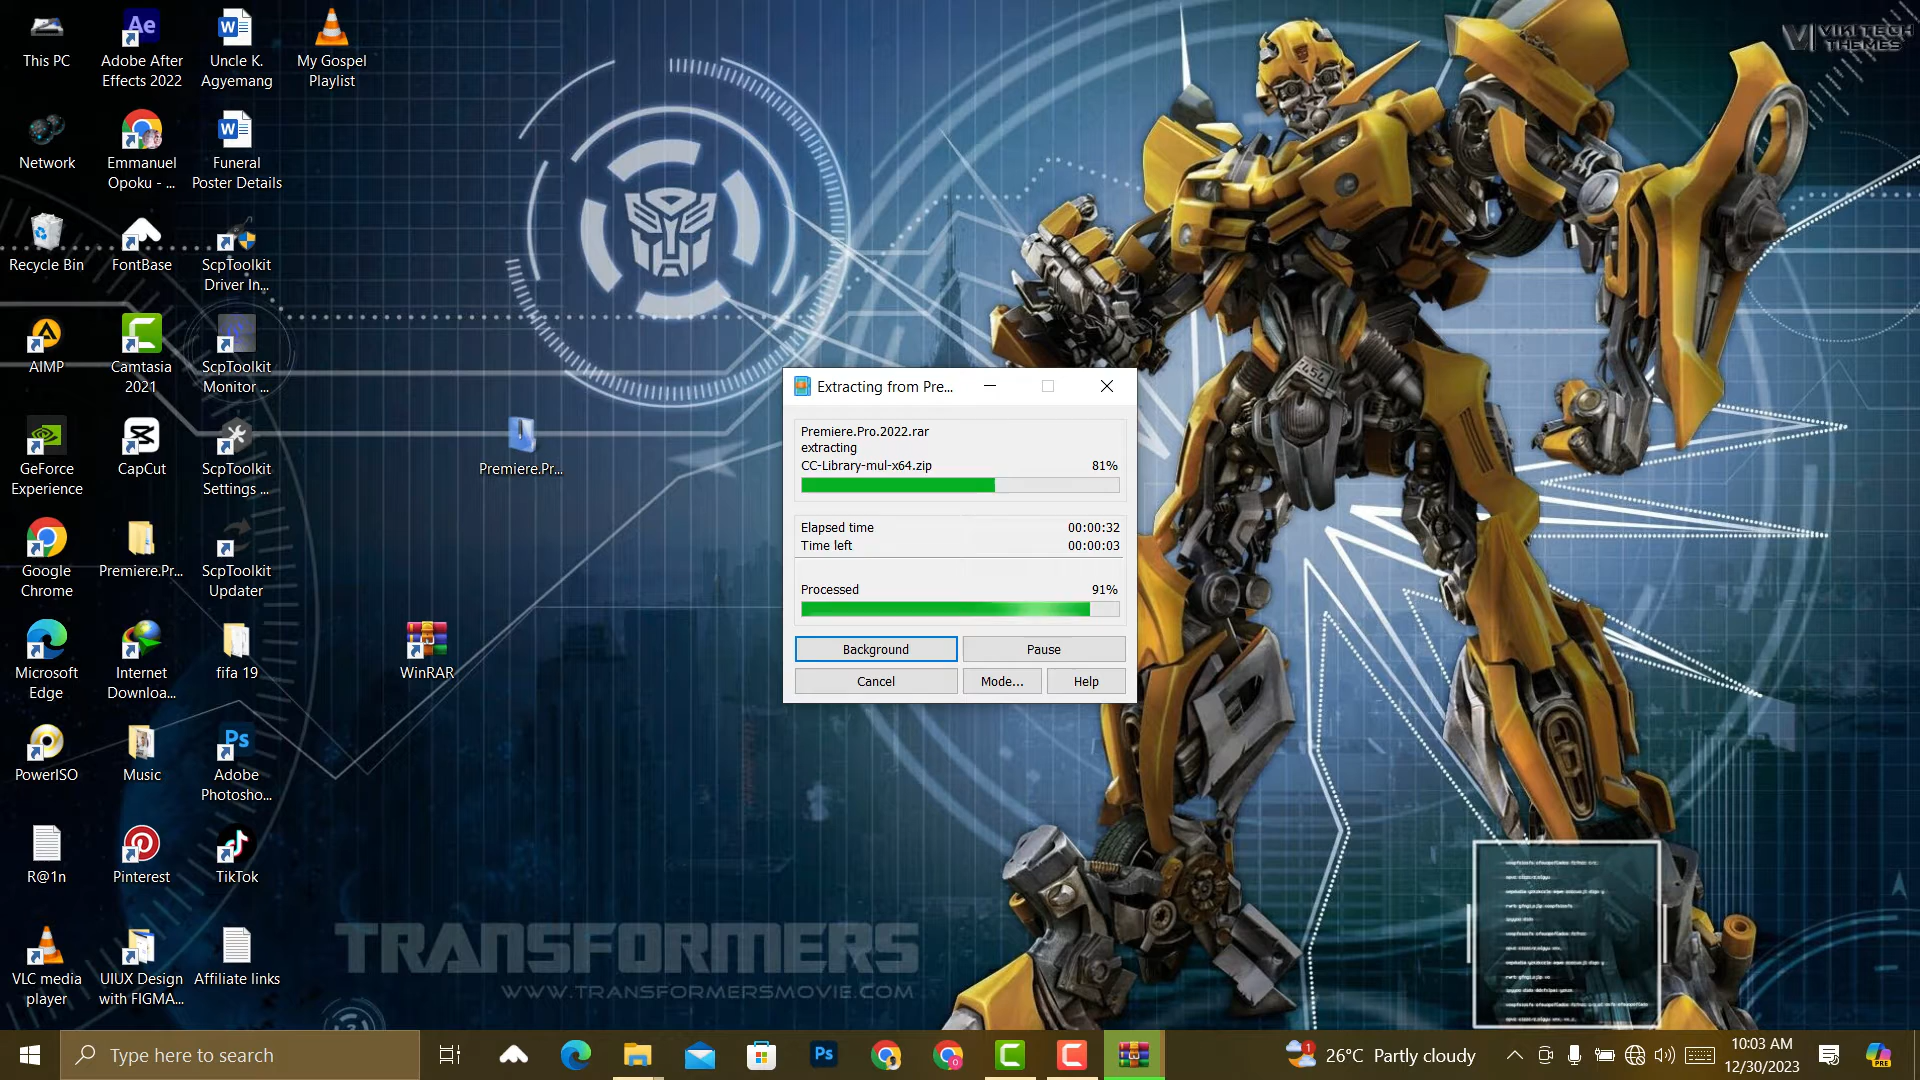 This PC
Adobe After
Effects 2022
Uncle K.
Agyemang
My Gospel
Playlist
Network
Emmanuel
Opoku - ...
Funeral
Poster Details
Recycle Bin
FontBase
ScpToolkit
Driver In...
AIMP
Camtasia
2021
ScpToolkit
Monitor ...
GeForce
Experience
CapCut
ScpToolkit
Settings ...
Premiere.Pr...
Google
Chrome
Premiere.Pr...
ScpToolkit
Updater
Microsoft
Edge
Internet
Downloa...
fifa 19
WinRAR
PowerISO
Music
Adobe
Photosho...
R@1n
Pinterest
TikTok
VLC media
player
UIUX Design
with FIGMA...
Affiliate links
VIKITECH
THEMES
Extracting from Pre...
Premiere.Pro.2022.rar
extracting
CC-Library-mul-x64.zip 81%
Elapsed time 00:00:32
Time left 00:00:03
Processed 91%
Background Pause
Cancel Mode... Help
TRANSFORMERS
WWW.TRANSFORMERSMOVIE.COM
Type here to search
26°C Partly cloudy
10:03 AM
12/30/2023